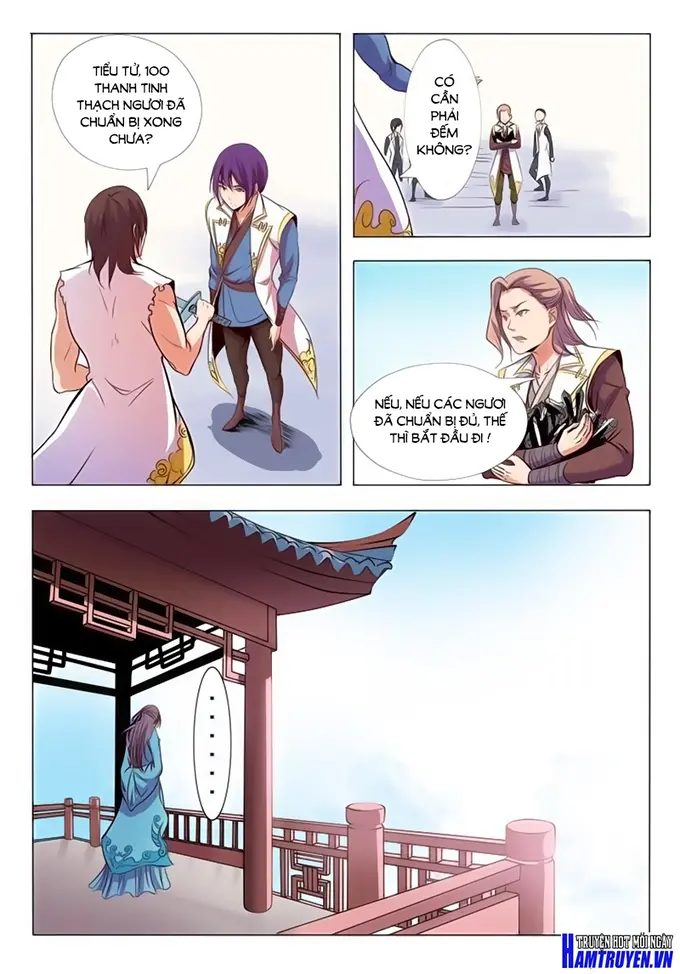 TIỂU TỬ, 100
THANH TINH
THẠCH NGƯƠI ĐÃ
CHUẨN BỊ XONG
CHƯA?
CÓ
CẦN
PHẢI
ĐẾM
KHÔNG?
NẾU, NẾU CÁC NGƯƠI
ĐÃ CHUẨN BỊ ĐỦ, THẾ
THÌ BẮT ĐẦU ĐI !
......
TRUYỆN HOT MỖI NGÀY
HAMTRUYEN.VN